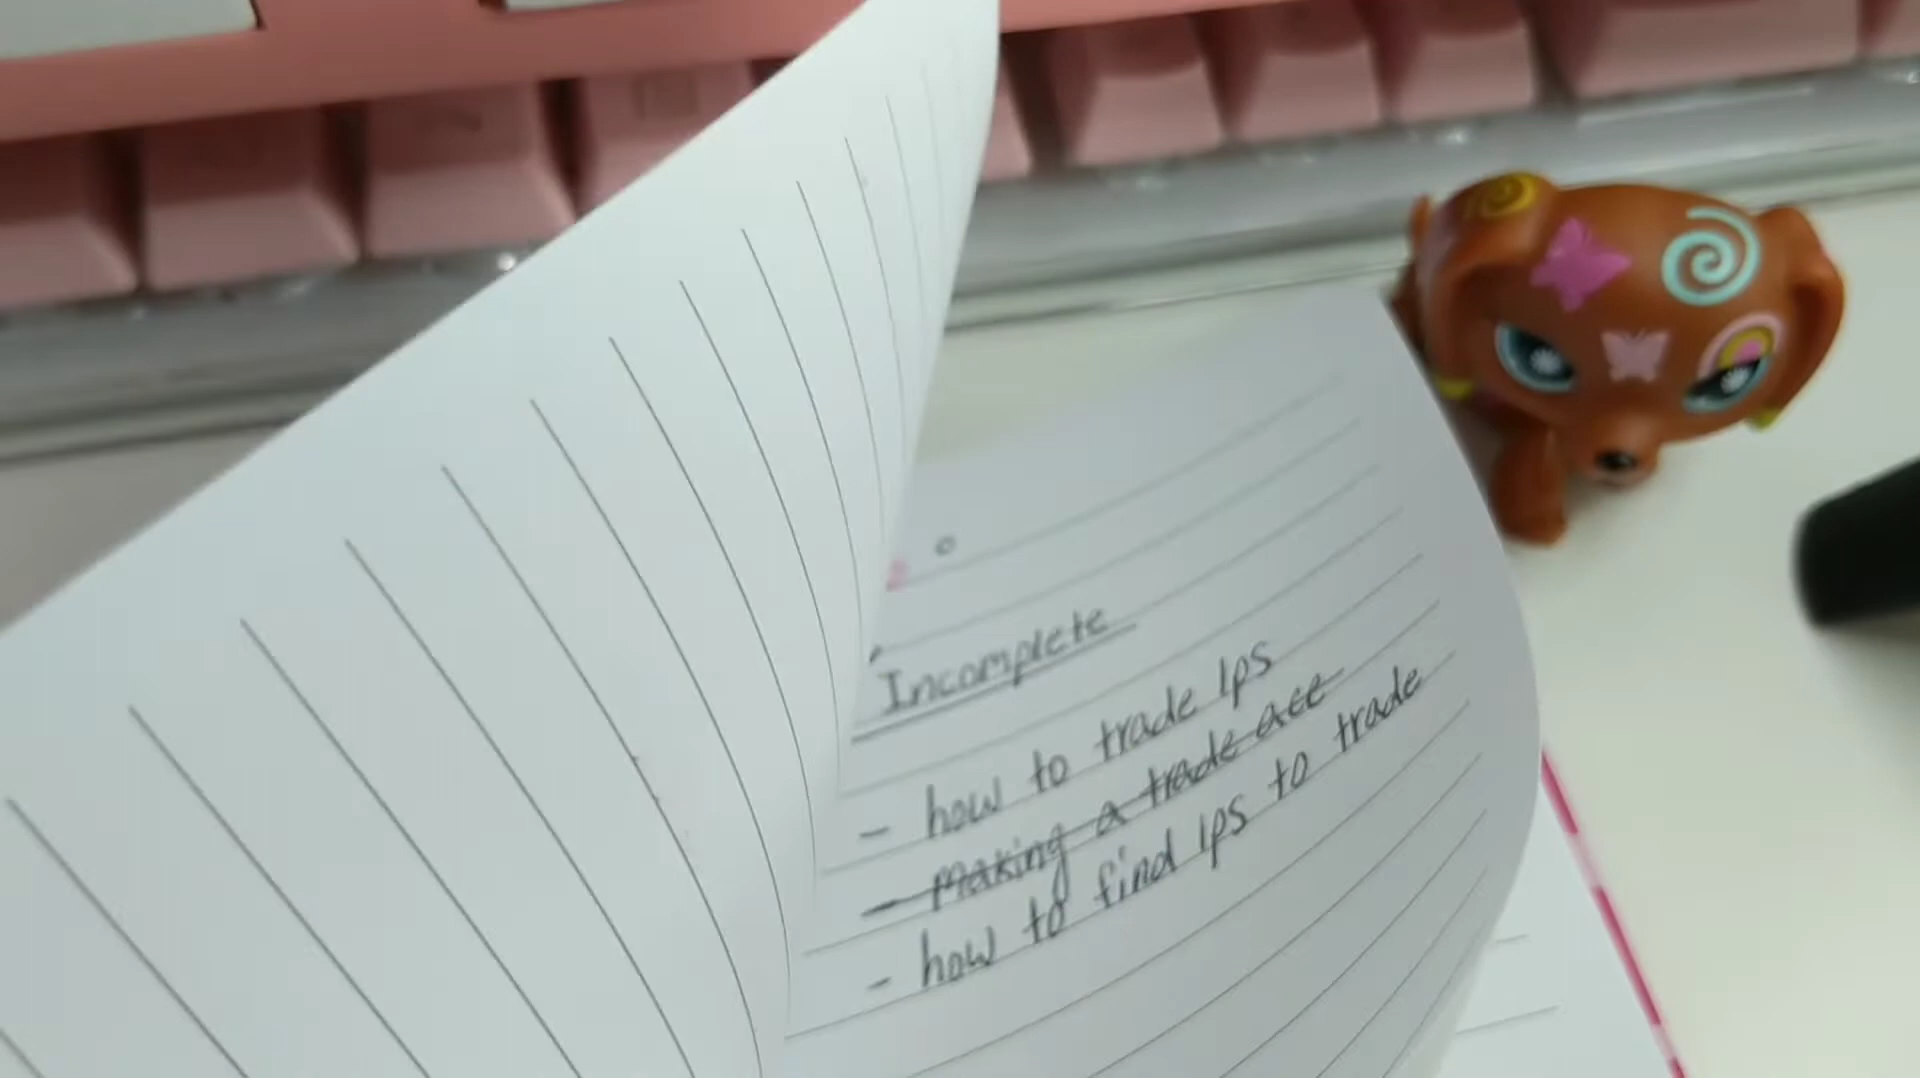 Incomplete
- how to trade lps
- making a trade acc
- how to find lps to trade